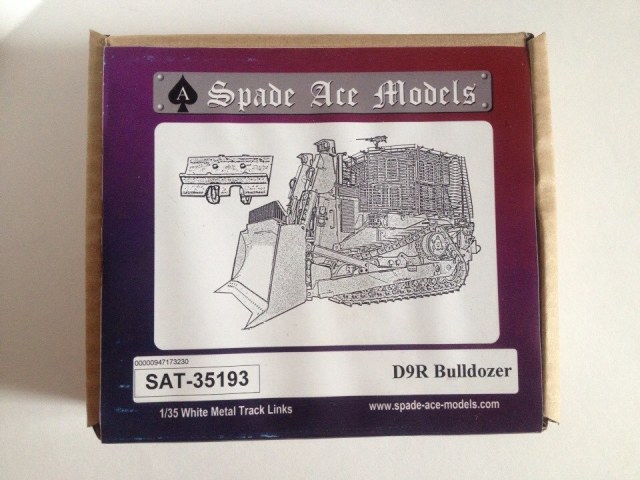 A Spade Ace Models
00000947173230
SAT-35193
D9R Bulldozer
1/35 White Metal Track Links
www.spade-ace-models.com